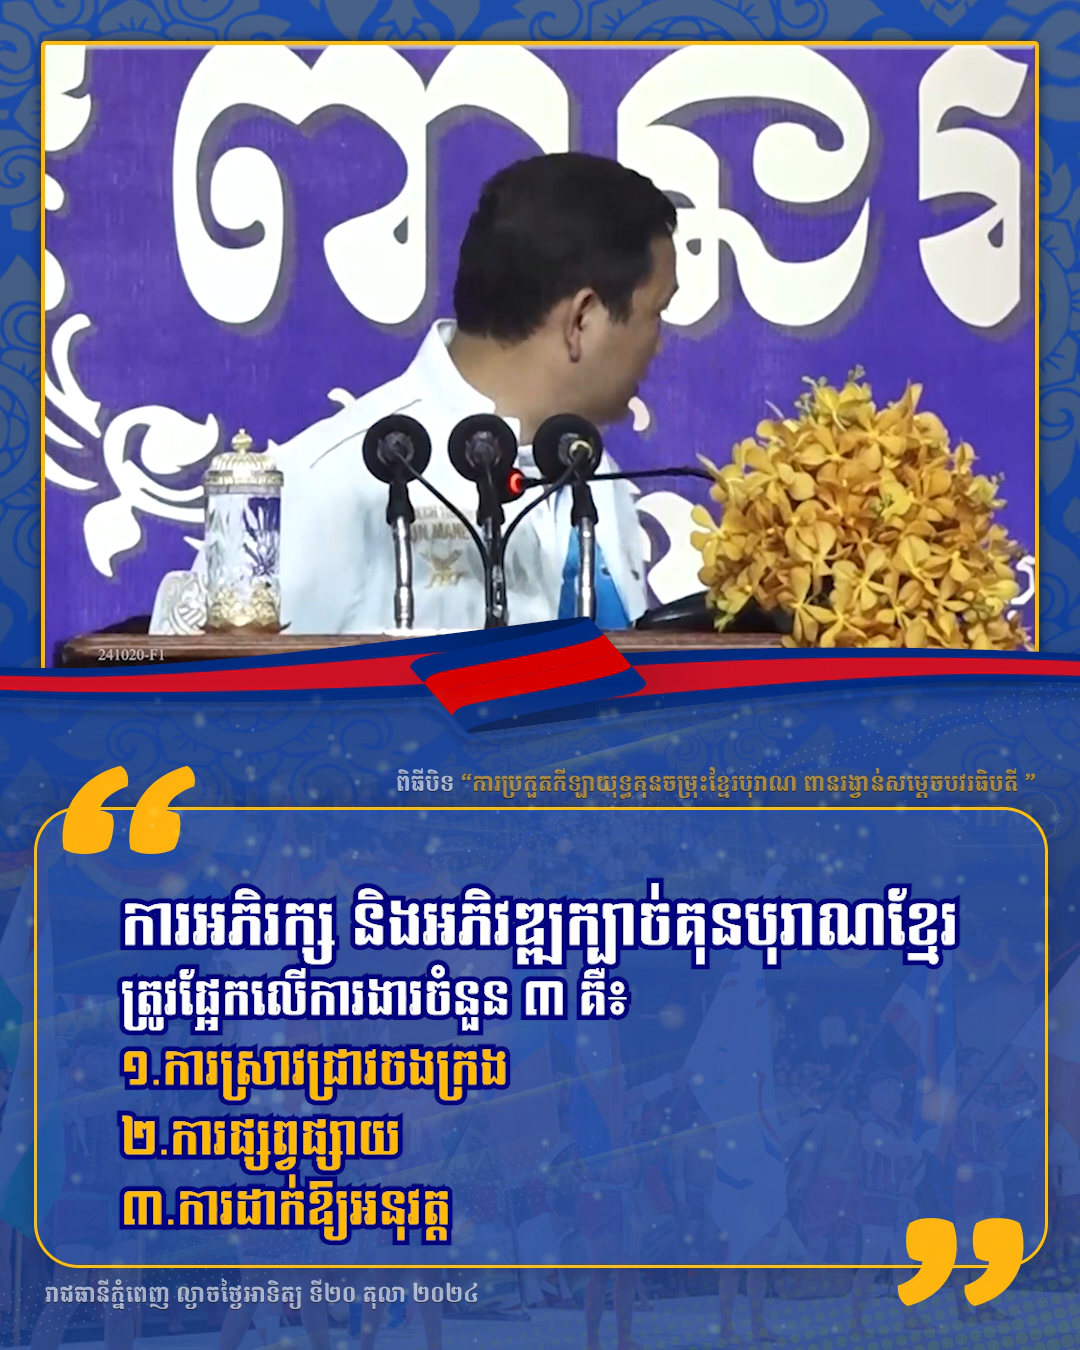 ពានរ
241020-F1
ពិធីបិទ “ការប្រកួតកីឡាយុទ្ធគុនចម្រុះខ្មែរបុរាណ ពានរង្វាន់សម្តេចបវរធិបតី ”
ការអភិរក្ស និងអភិវឌ្ឍក្បាច់គុនបុរាណខ្មែរ
ត្រូវផ្អែកលើការងារចំនួន ៣ គឺ៖
១.ការស្រាវជ្រាវចងក្រង
២.ការផ្សព្វផ្សាយ
៣.ការដាក់ឱ្យអនុវត្ត
រាជធានីភ្នំពេញ ល្ងាចថ្ងៃអាទិត្យ ទី២០ តុលា ២០២៤